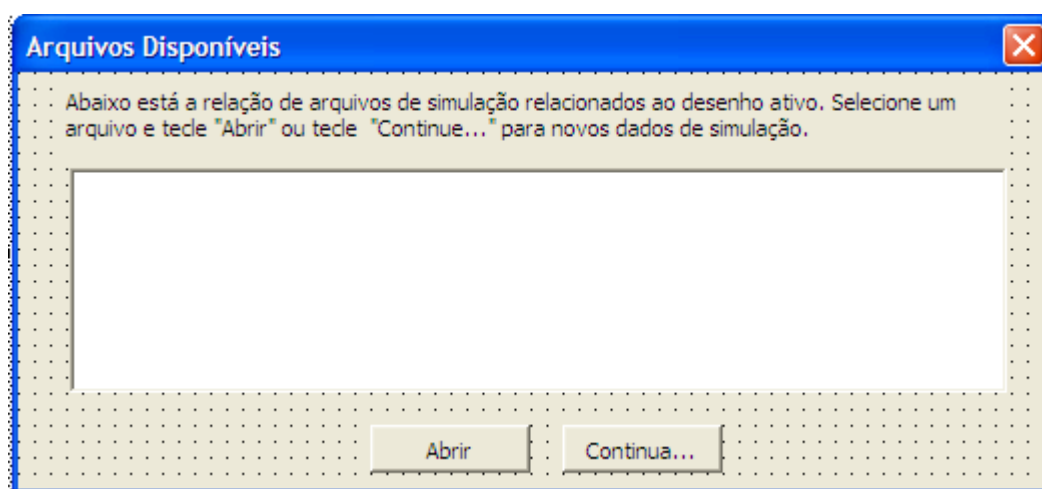 Arquivos Disponíveis
Abaixo está a relação de arquivos de simulação relacionados ao desenho ativo. Selecione um
arquivo e tecle "Abrir" ou tecle "Continue..." para novos dados de simulação.
Abrir
Continua...